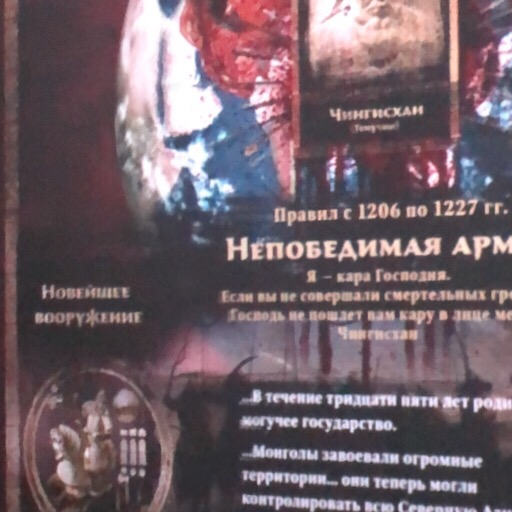 Чингисхан
(Темучин)
Правил с 1206 по 1227 гг.
Непобедимая арм
Я – кара Господня.
Если вы не совершали смертельных гре
Господь не пошлет вам кару в лице ме
Чингисхан
Новейшее
вооружение
...В течение тридцати пяти лет роди
могучее государство.
...Монголы завоевали огромные
территории... они теперь могли
контролировать всю Северную